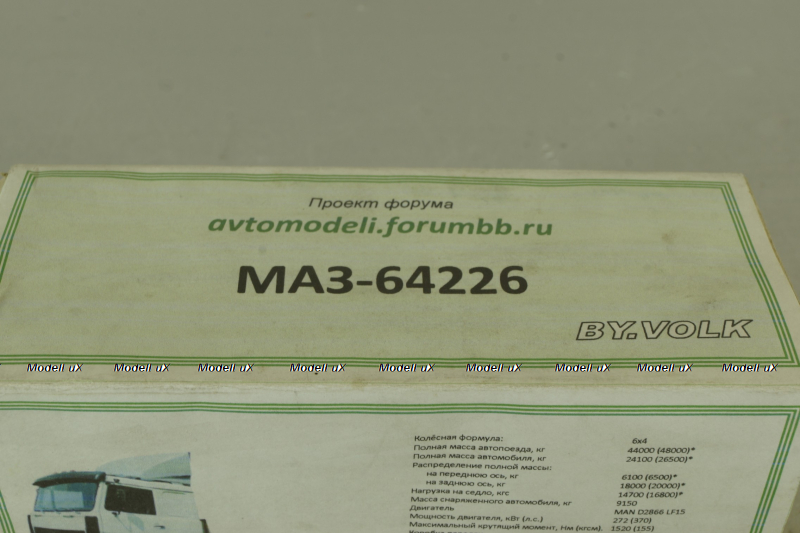 Проект форума
avtomodeli.forumbb.ru
МАЗ-64226
BY.VOLK
Modell uX Modell uX Modell uX Modell uX Modell uX Modell uX Modell uX Modell uX Modell uX
Колёсная формула: 6x4
Полная масса автопоезда, кг 44000 (48000)*
Полная масса автомобиля, кг 24100 (26500)*
Распределение полной массы:
на переднюю ось, кг 6100 (6500)*
на заднюю ось, кг 18000 (20000)*
Нагрузка на седло, кгс 14700 (16800)*
Масса снаряженного автомобиля, кг 9150
Двигатель MAN D2866 LF15
Мощность двигателя, кВт (л.с.) 272 (370)
Максимальный крутящий момент, Нм (кгсм). 1520 (155)